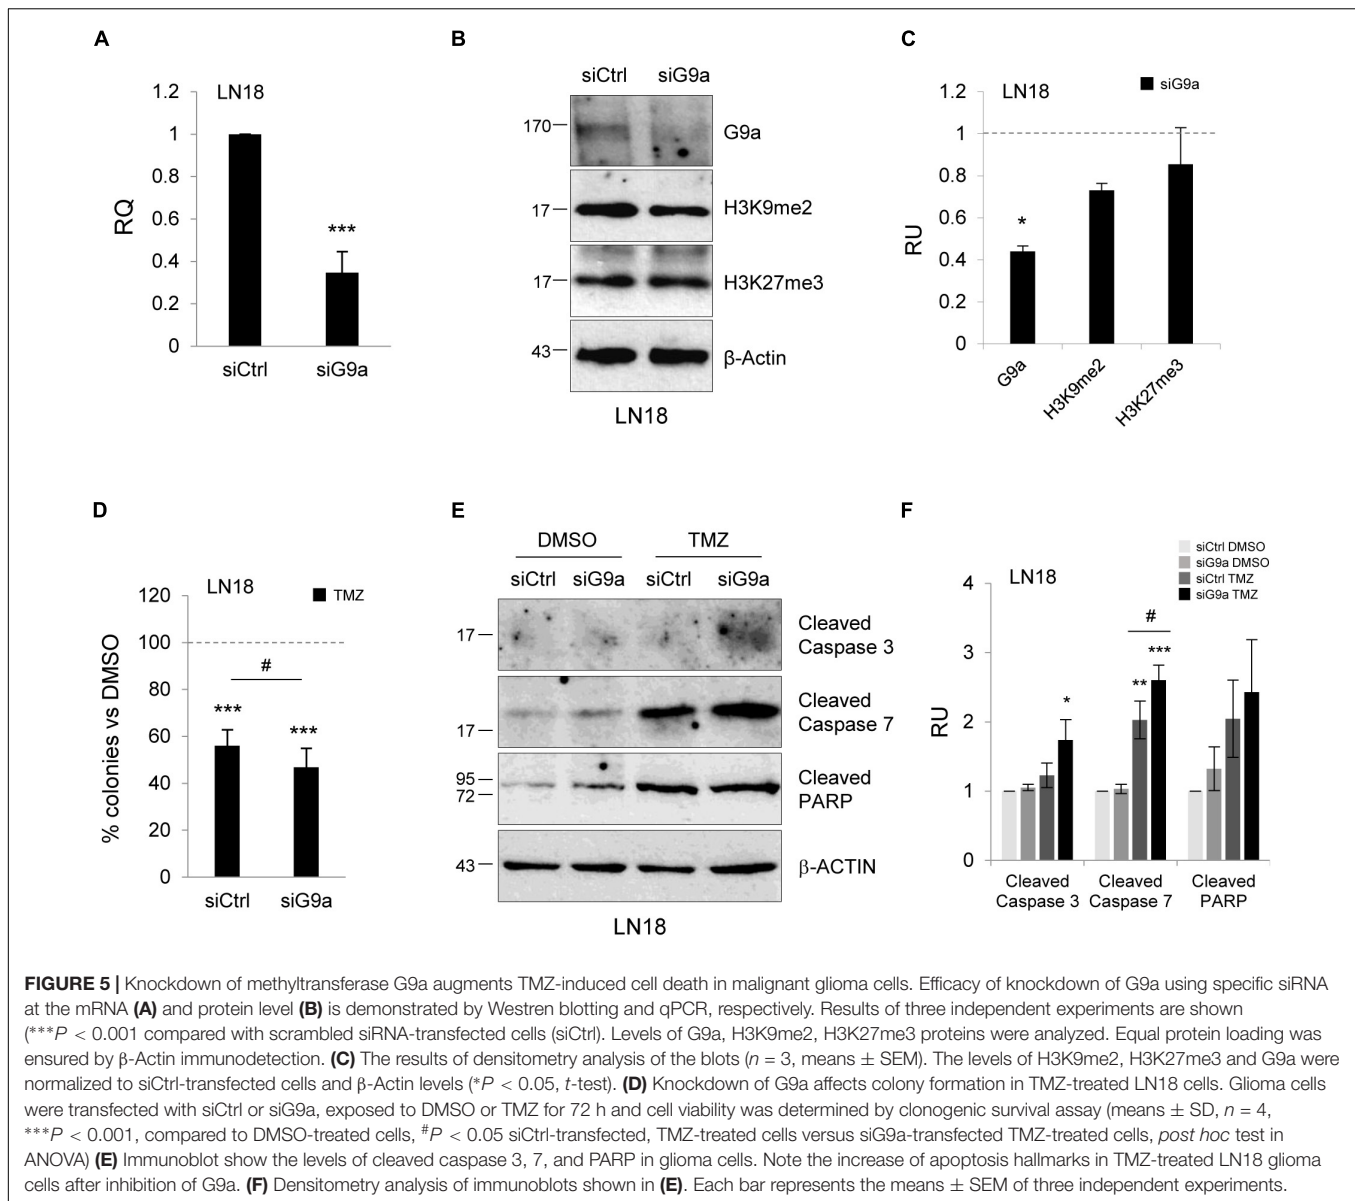 A
LN18
RQ
1.2
1
0.8
0.6
0.4
0.2
0
***
siCtrl siG9a
B
siCtrl siG9a
170
G9a
17
H3K9me2
17
H3K27me3
43
β-Actin
LN18
C
LN18
siG9a
RU
1.2
1
0.8
0.6
0.4
0.2
0
*
G9a
H3K9me2
H3K27me3
D
LN18
TMZ
% colonies vs DMSO
120
100
80
60
40
20
0
#
***
***
siCtrl siG9a
E
DMSO TMZ
siCtrl siG9a siCtrl siG9a
17
Cleaved
Caspase 3
17
Cleaved
Caspase 7
95
72
Cleaved
PARP
43
β-ACTIN
LN18
F
LN18
siCtrl DMSO
siG9a DMSO
siCtrl TMZ
siG9a TMZ
RU
4
3
2
1
0
*
#
**
***
Cleaved
Caspase 3
Cleaved
Caspase 7
Cleaved
PARP
FIGURE 5 | Knockdown of methyltransferase G9a augments TMZ-induced cell death in malignant glioma cells. Efficacy of knockdown of G9a using specific siRNA
at the mRNA (A) and protein level (B) is demonstrated by Westren blotting and qPCR, respectively. Results of three independent experiments are shown
(***P < 0.001 compared with scrambled siRNA-transfected cells (siCtrl). Levels of G9a, H3K9me2, H3K27me3 proteins were analyzed. Equal protein loading was
ensured by β-Actin immunodetection. (C) The results of densitometry analysis of the blots (n = 3, means ± SEM). The levels of H3K9me2, H3K27me3 and G9a were
normalized to siCtrl-transfected cells and β-Actin levels (*P < 0.05, t-test). (D) Knockdown of G9a affects colony formation in TMZ-treated LN18 cells. Glioma cells
were transfected with siCtrl or siG9a, exposed to DMSO or TMZ for 72 h and cell viability was determined by clonogenic survival assay (means ± SD, n = 4,
***P < 0.001, compared to DMSO-treated cells, #P < 0.05 siCtrl-transfected, TMZ-treated cells versus siG9a-transfected TMZ-treated cells, post hoc test in
ANOVA) (E) Immunoblot show the levels of cleaved caspase 3, 7, and PARP in glioma cells. Note the increase of apoptosis hallmarks in TMZ-treated LN18 glioma
cells after inhibition of G9a. (F) Densitometry analysis of immunoblots shown in (E). Each bar represents the means ± SEM of three independent experiments.